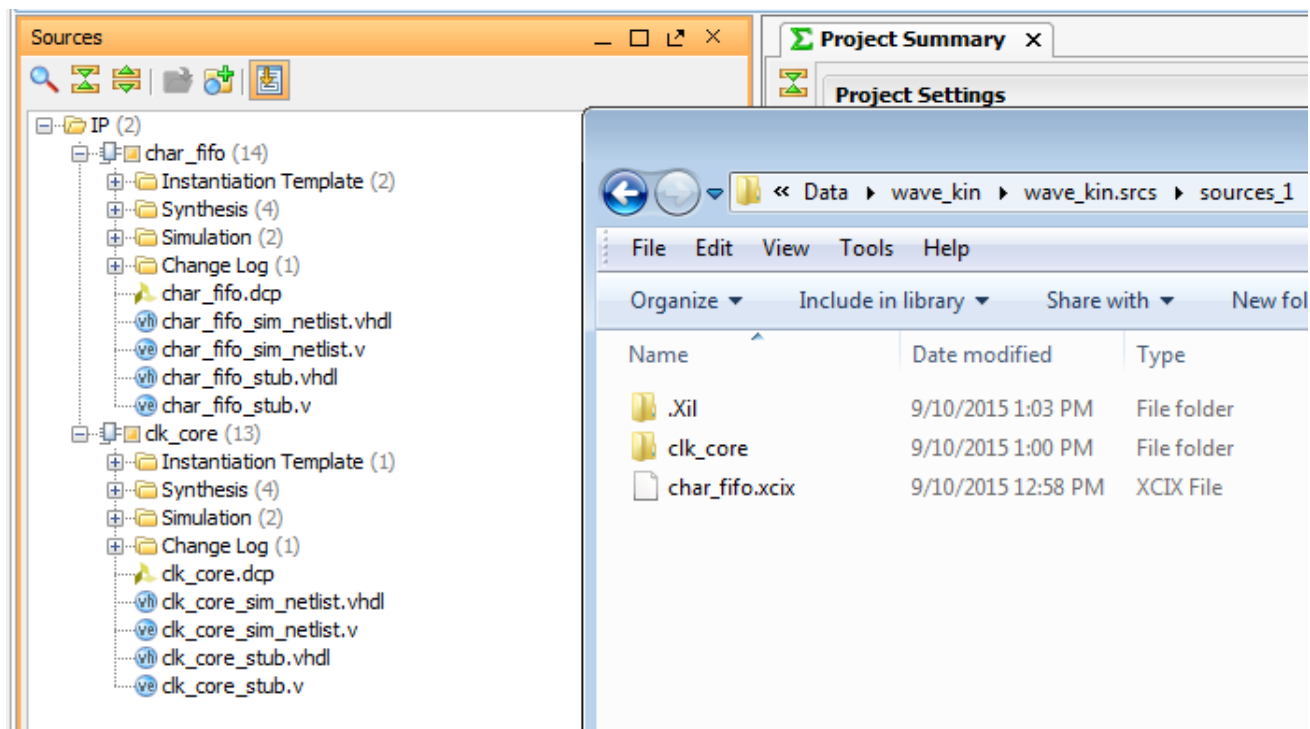 Sources
IP (2)
char_fifo (14)
Instantiation Template (2)
Synthesis (4)
Simulation (2)
Change Log (1)
char_fifo.dcp
char_fifo_sim_netlist.vhdl
char_fifo_sim_netlist.v
char_fifo_stub.vhdl
char_fifo_stub.v
clk_core (13)
Instantiation Template (1)
Synthesis (4)
Simulation (2)
Change Log (1)
clk_core.dcp
clk_core_sim_netlist.vhdl
clk_core_sim_netlist.v
clk_core_stub.vhdl
clk_core_stub.v
Project Summary
Project Settings
« Data wave_kin wave_kin.srcs sources_1
File Edit View Tools Help
Organize Include in library Share with New fol
Name Date modified Type
.Xil 9/10/2015 1:03 PM File folder
clk_core 9/10/2015 1:00 PM File folder
char_fifo.xcix 9/10/2015 12:58 PM XCIX File